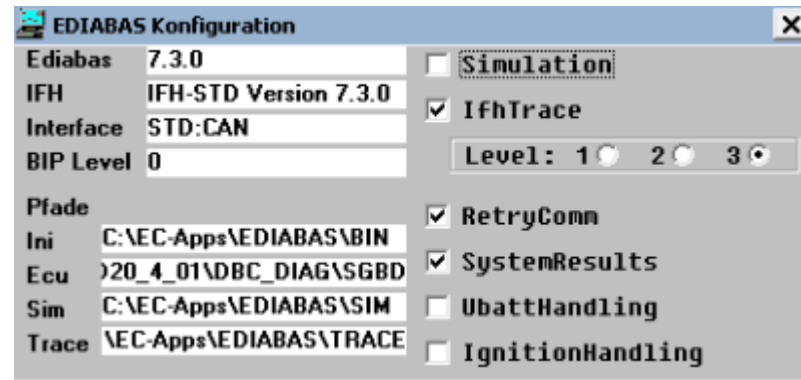 EDIABAS Konfiguration
Ediabas 7.3.0
IFH IFH-STD Version 7.3.0
Interface STD:CAN
BIP Level 0
Pfade
Ini C:\EC-Apps\EDIABAS\BIN
Ecu 020_4_01\DBC_DIAG\SGBD
Sim C:\EC-Apps\EDIABAS\SIM
Trace \EC-Apps\EDIABAS\TRACE
Simulation
IfhTrace
Level: 1 2 3
RetryComm
SystemResults
UbattHandling
IgnitionHandling